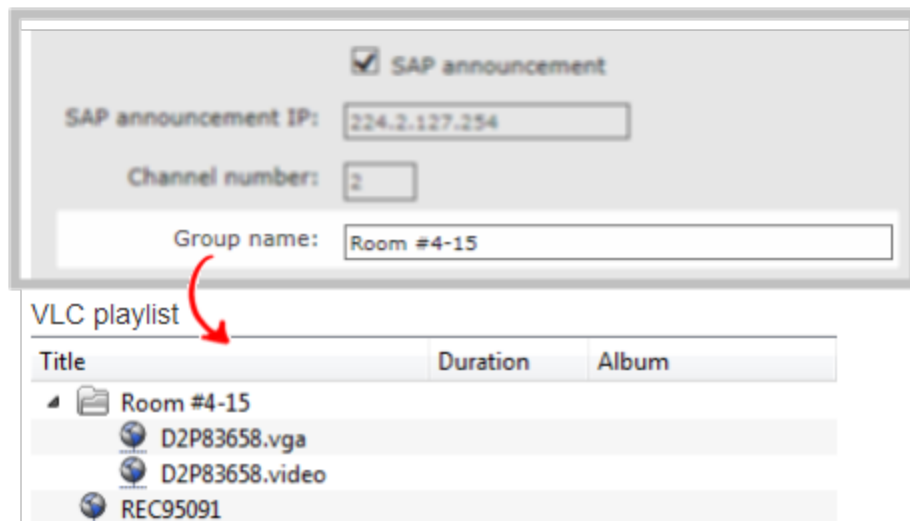 SAP announcement
SAP announcement IP: 224.2.127.254
Channel number: 2
Group name: Room #4-15
VLC playlist
Title Duration Album
Room #4-15
D2P83658.vga
D2P83658.video
REC95091